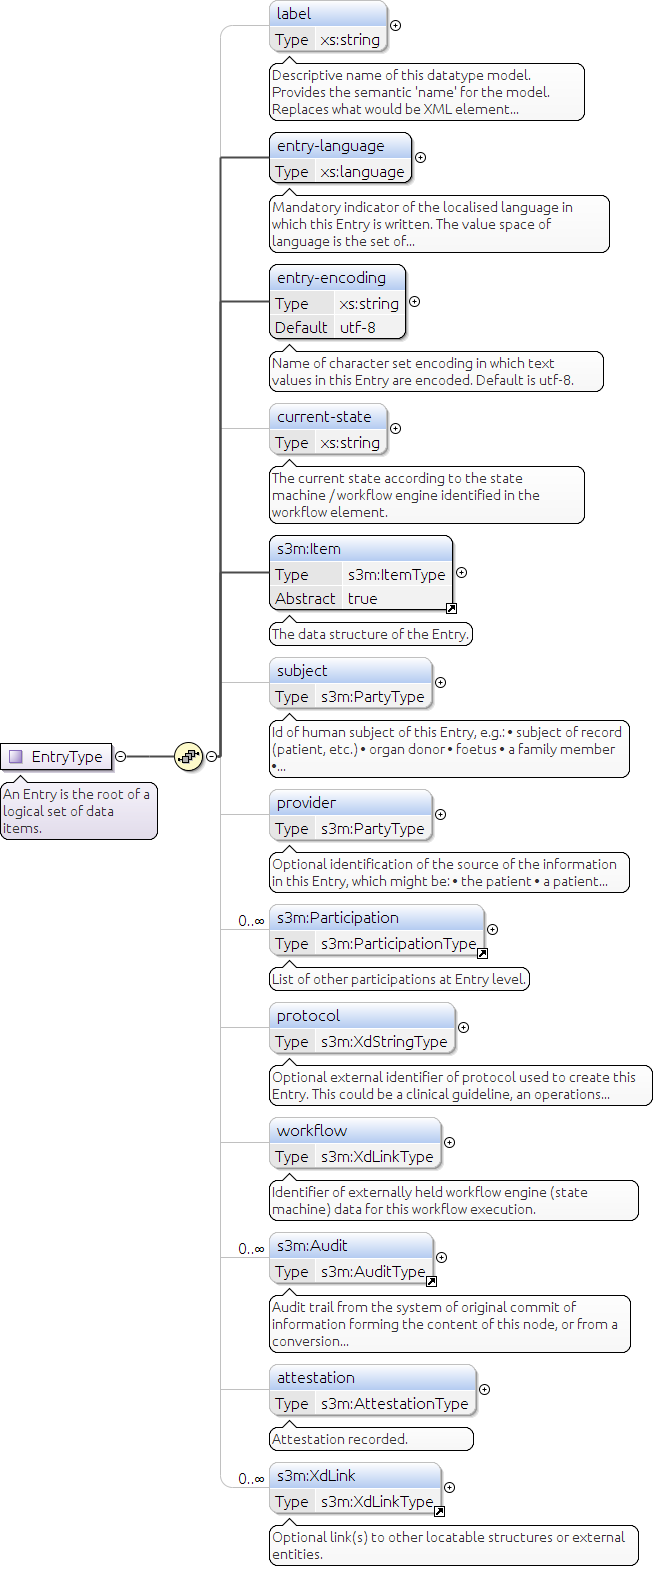 label
Type xs:string
Descriptive name of this datatype model.
Provides the semantic 'name' for the model.
Replaces what would be XML element...
entry-language
Type xs:language
Mandatory indicator of the localised language in
which this Entry is written. The value space of
language is the set of...
entry-encoding
Type xs:string
Default utf-8
Name of character set encoding in which text
values in this Entry are encoded. Default is utf-8.
current-state
Type xs:string
The current state according to the state
machine / workflow engine identified in the
workflow element.
s3m:Item
Type s3m:ItemType
Abstract true
The data structure of the Entry.
subject
Type s3m:PartyType
Id of human subject of this Entry, e.g.: • subject of record
(patient, etc.) • organ donor • foetus • a family member
•...
EntryType
An Entry is the root of a
logical set of data
items.
provider
Type s3m:PartyType
Optional identification of the source of the information
in this Entry, which might be: • the patient • a patient...
0..∞
s3m:Participation
Type s3m:ParticipationType
List of other participations at Entry level.
protocol
Type s3m:XdStringType
Optional external identifier of protocol used to create this
Entry. This could be a clinical guideline, an operations...
workflow
Type s3m:XdLinkType
Identifier of externally held workflow engine (state
machine) data for this workflow execution.
0..∞
s3m:Audit
Type s3m:AuditType
Audit trail from the system of original commit of
information forming the content of this node, or from a
conversion...
attestation
Type s3m:AttestationType
Attestation recorded.
0..∞
s3m:XdLink
Type s3m:XdLinkType
Optional link(s) to other locatable structures or external
entities.